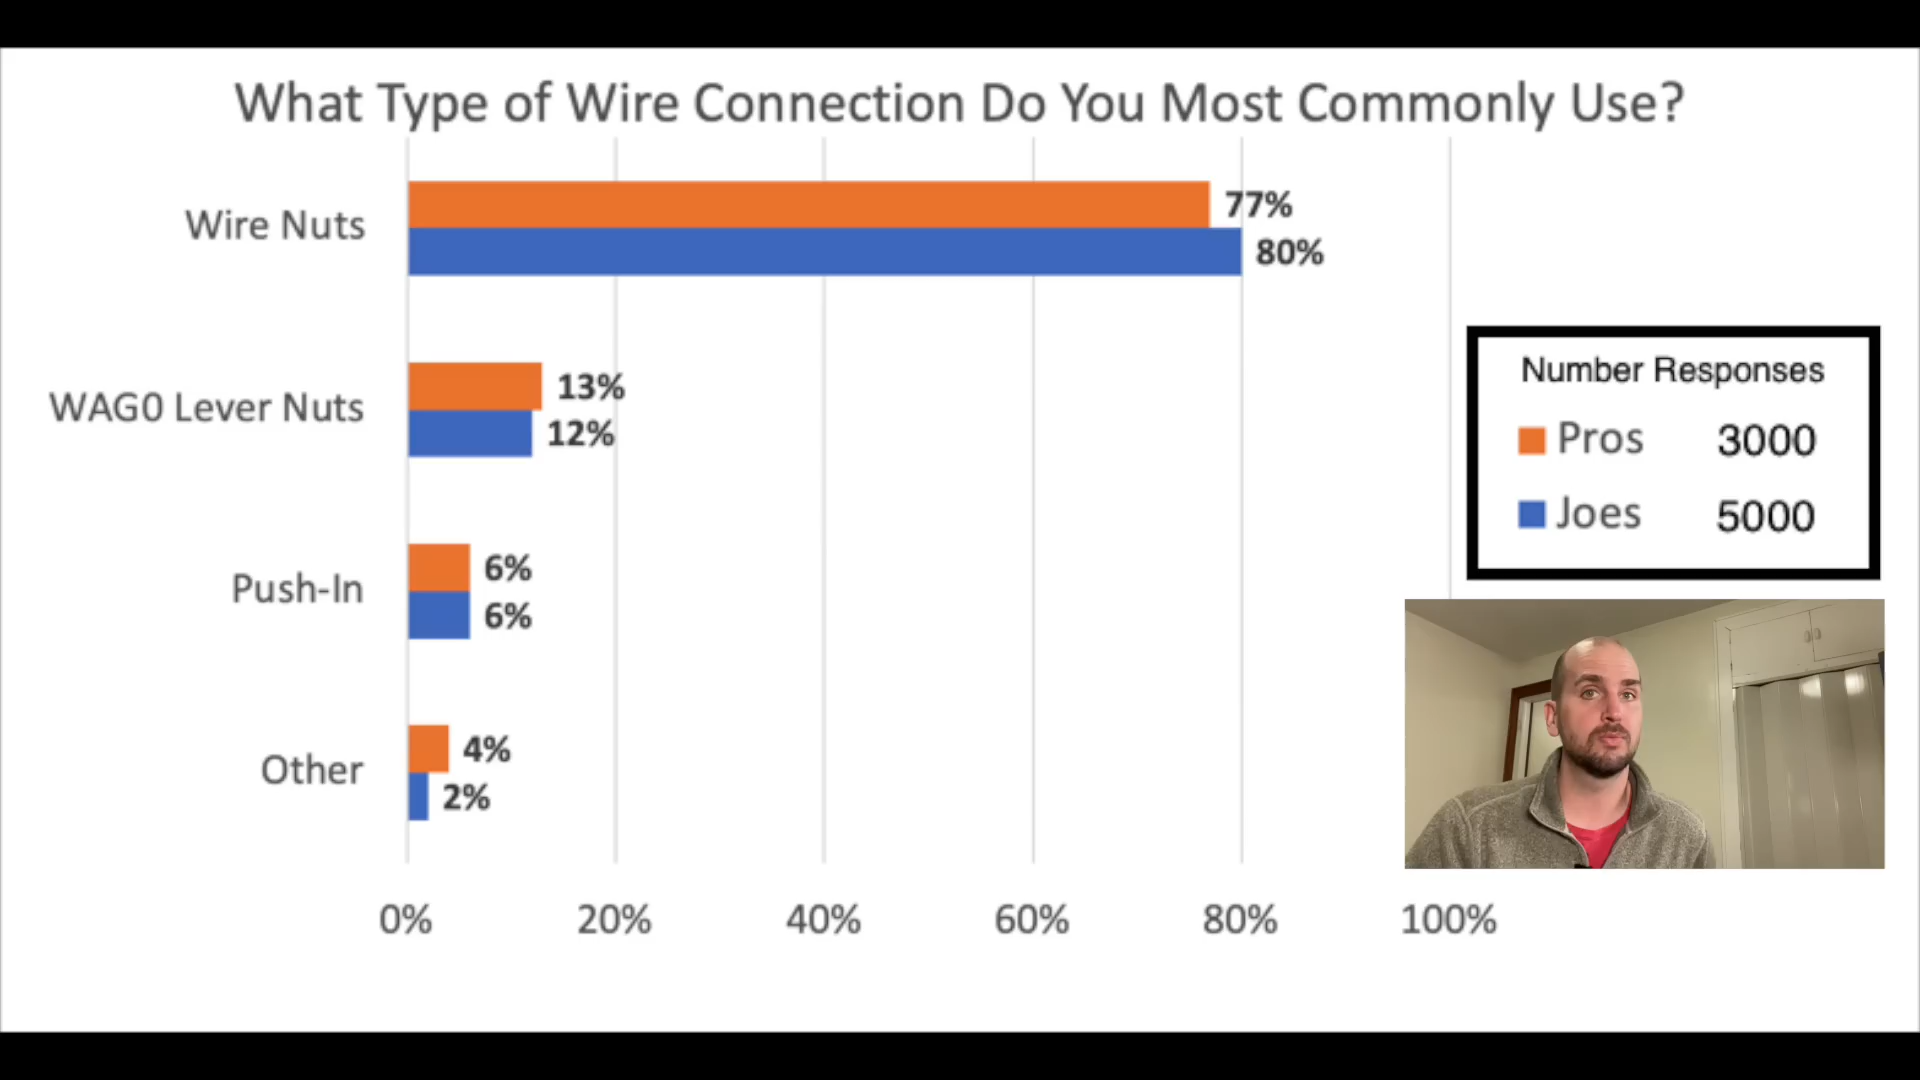 What Type of Wire Connection Do You Most Commonly Use?
Wire Nuts
77%
80%
WAGO Lever Nuts
13%
12%
Push-In
6%
6%
Other
4%
2%
0% 20% 40% 60% 80% 100%
Number Responses
Pros 3000
Joes 5000